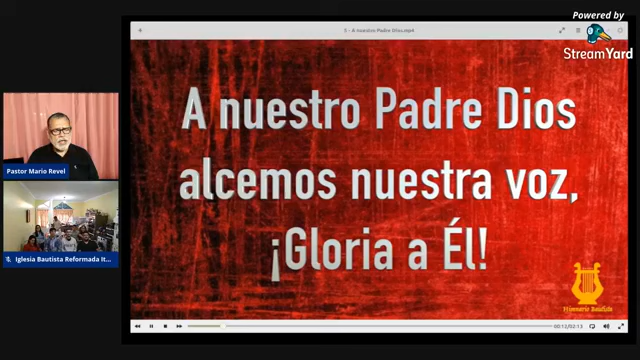 Powered by
StreamYard
5 - A nuestro Padre Dios.mp4
A nuestro Padre Dios
alcemos nuestra voz,
¡Gloria a Él!
Pastor Mario Revel
Iglesia Bautista Reformada It...
Himnario Bautista
00:13/02:13